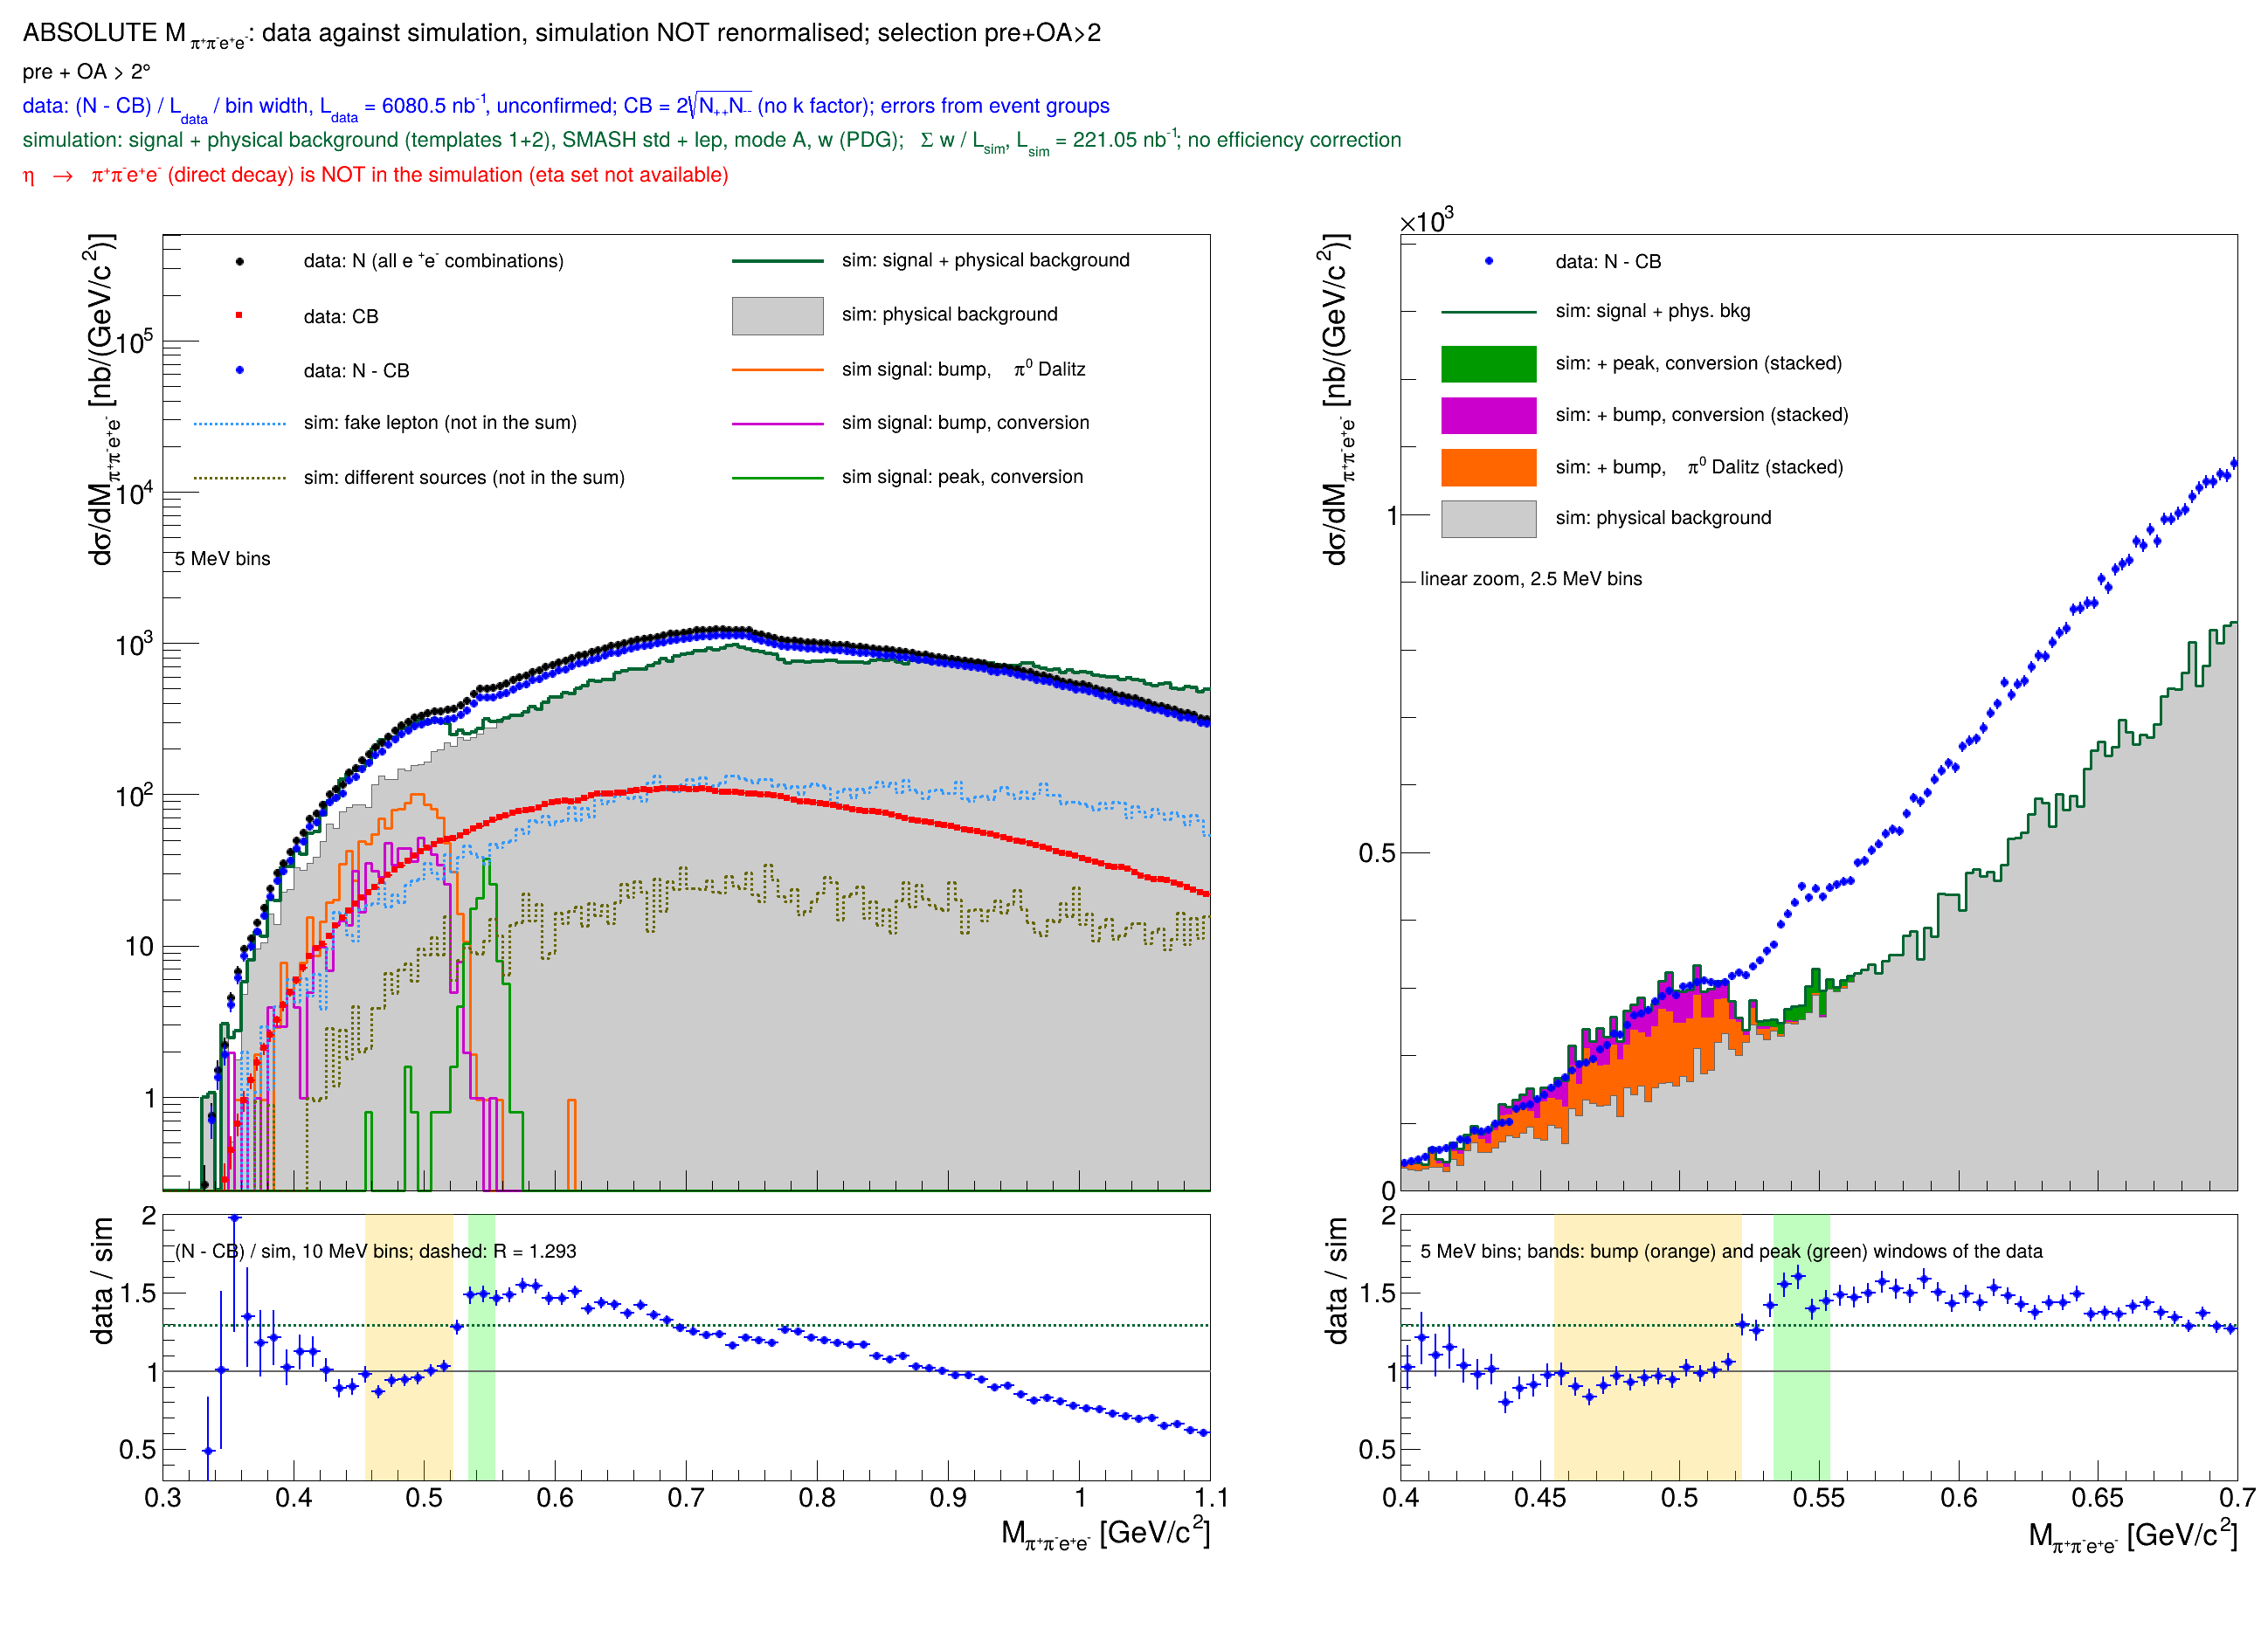 ABSOLUTE M π+π-e+e-: data against simulation, simulation NOT renormalised; selection pre+OA>2
pre + OA > 2°
data: (N - CB) / L_data / bin width, L_data = 6080.5 nb⁻¹, unconfirmed; CB = 2√N₊₊N₋₋ (no k factor); errors from event groups
simulation: signal + physical background (templates 1+2), SMASH std + lep, mode A, w (PDG); Σ w / L_sim, L_sim = 221.05 nb⁻¹; no efficiency correction
η → π+π-e+e- (direct decay) is NOT in the simulation (eta set not available)
dσ/dM π+π-e+e- [nb/(GeV/c²)]
10⁵
10⁴
10³
10²
10
1
data: N (all e+e- combinations)
data: CB
data: N - CB
sim: fake lepton (not in the sum)
sim: different sources (not in the sum)
sim: signal + physical background
sim: physical background
sim signal: bump, π⁰ Dalitz
sim signal: bump, conversion
sim signal: peak, conversion
5 MeV bins
data / sim
2
1.5
1
0.5
(N - CB) / sim, 10 MeV bins; dashed: R = 1.293
0.3 0.4 0.5 0.6 0.7 0.8 0.9 1 1.1
M π+π-e+e- [GeV/c²]
×10³
dσ/dM π+π-e+e- [nb/(GeV/c²)]
1
0.5
0
data: N - CB
sim: signal + phys. bkg
sim: + peak, conversion (stacked)
sim: + bump, conversion (stacked)
sim: + bump, π⁰ Dalitz (stacked)
sim: physical background
linear zoom, 2.5 MeV bins
data / sim
2
1.5
1
0.5
5 MeV bins; bands: bump (orange) and peak (green) windows of the data
0.4 0.45 0.5 0.55 0.6 0.65 0.7
M π+π-e+e- [GeV/c²]